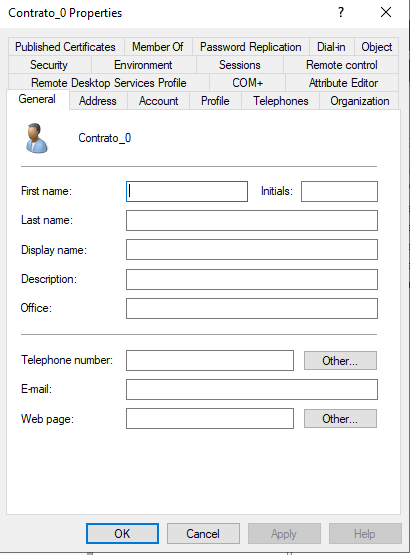 Contrato_0 Properties ? ×
Published Certificates Member Of Password Replication Dial-in Object
Security Environment Sessions Remote control
Remote Desktop Services Profile COM+ Attribute Editor
General Address Account Profile Telephones Organization
Contrato_0
First name: Initials:
Last name:
Display name:
Description:
Office:
Telephone number: Other...
E-mail:
Web page: Other...
OK Cancel Apply Help